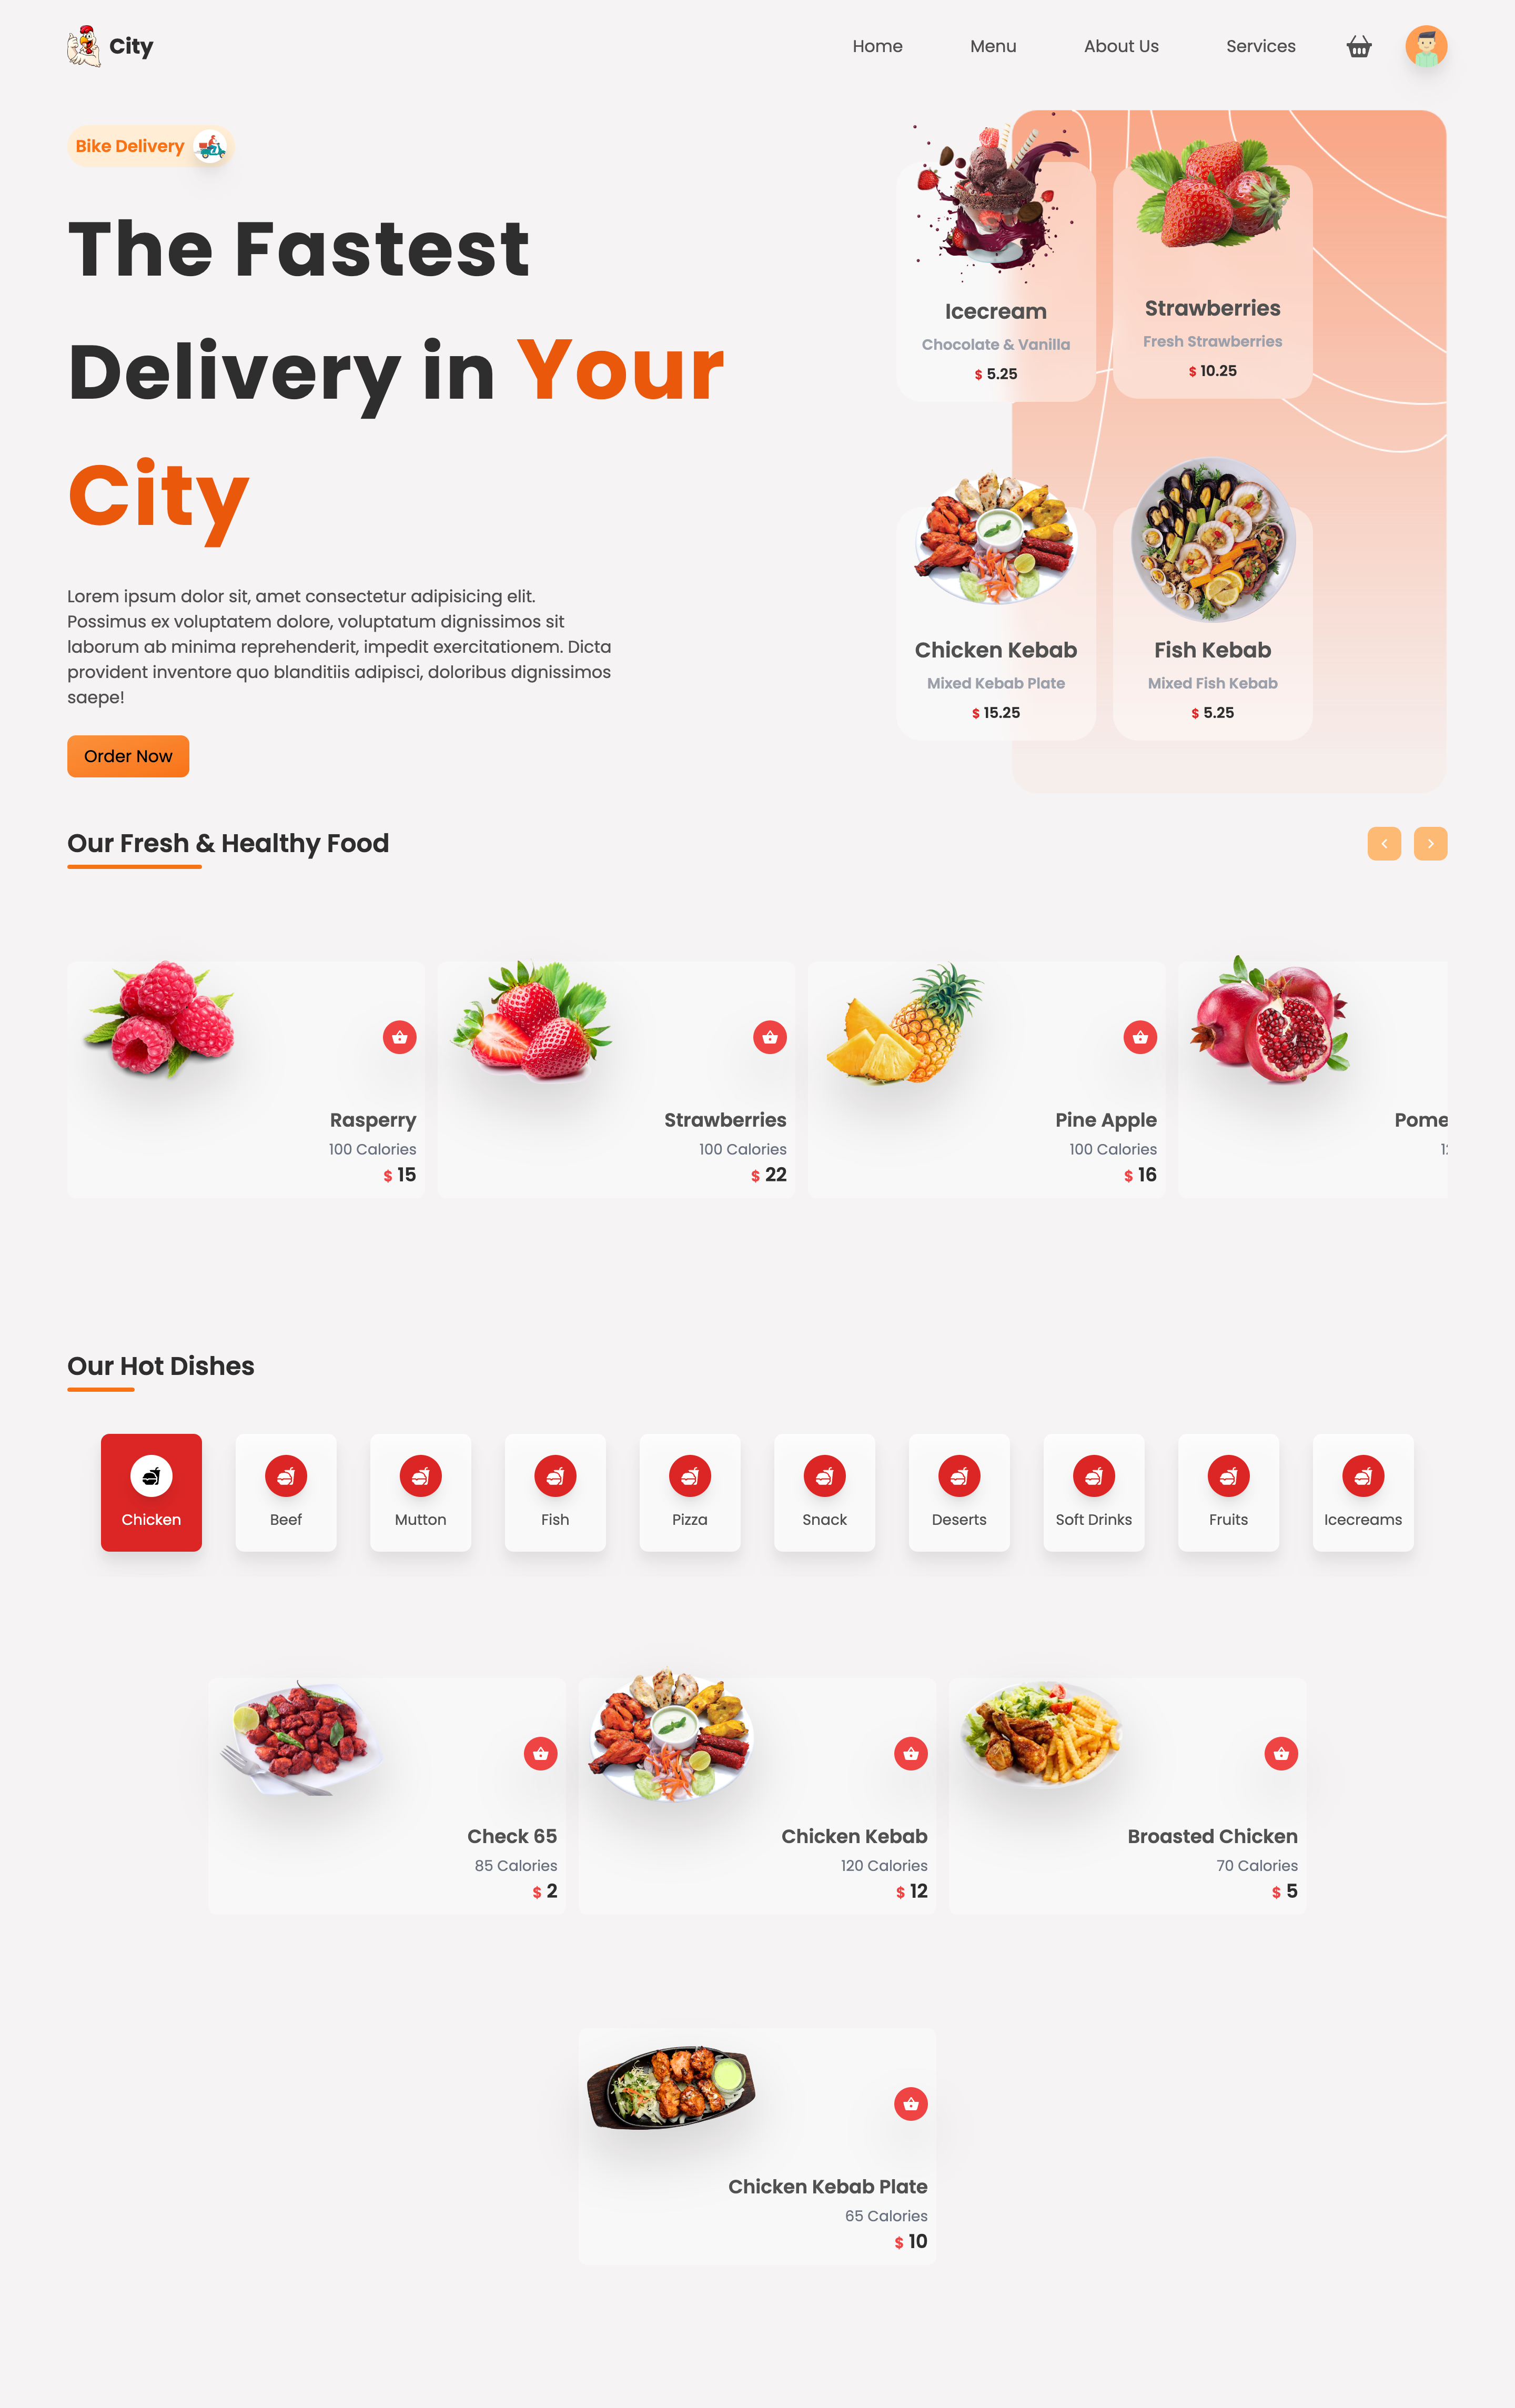 City
Home
Menu
About Us
Services
Bike Delivery
The Fastest
Delivery in Your
City
Lorem ipsum dolor sit, amet consectetur adipisicing elit.
Possimus ex voluptatem dolore, voluptatum dignissimos sit
laborum ab minima reprehenderit, impedit exercitationem. Dicta
provident inventore quo blanditiis adipisci, doloribus dignissimos
saepe!
Order Now
Icecream
Chocolate & Vanilla
$ 5.25
Strawberries
Fresh Strawberries
$ 10.25
Chicken Kebab
Mixed Kebab Plate
$ 15.25
Fish Kebab
Mixed Fish Kebab
$ 5.25
Our Fresh & Healthy Food
Rasperry
100 Calories
$ 15
Strawberries
100 Calories
$ 22
Pine Apple
100 Calories
$ 16
Pome
Our Hot Dishes
Chicken
Beef
Mutton
Fish
Pizza
Snack
Deserts
Soft Drinks
Fruits
Icecreams
Check 65
85 Calories
$ 2
Chicken Kebab
120 Calories
$ 12
Broasted Chicken
70 Calories
$ 5
Chicken Kebab Plate
65 Calories
$ 10